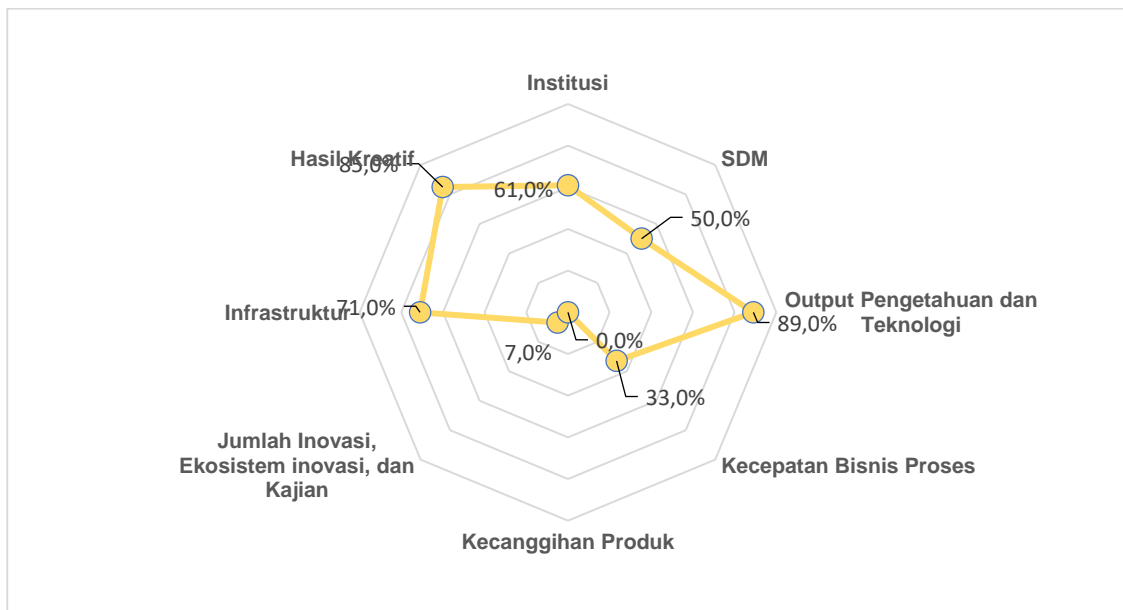 Institusi
Hasil Kreatif
SDM
85,0%
61,0%
50,0%
Infrastruktur
71,0%
Output Pengetahuan dan
Teknologi
89,0%
7,0%
0,0%
33,0%
Jumlah Inovasi,
Ekosistem inovasi, dan
Kajian
Kecepatan Bisnis Proses
Kecanggihan Produk